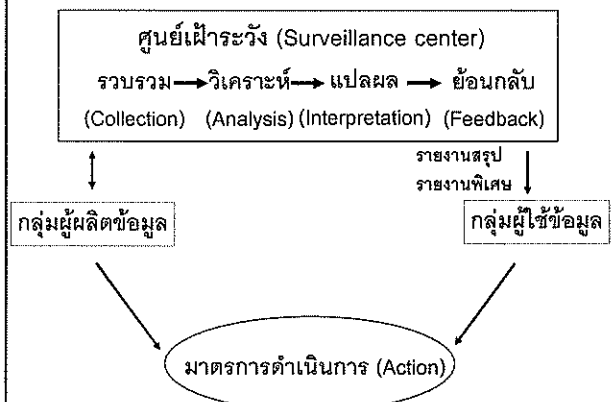 ศูนย์เฝ้าระวัง (Surveillance center)
รวบรวม วิเคราะห์ แปลผล ย้อนกลับ
(Collection) (Analysis) (Interpretation) (Feedback)
รายงานสรุป
รายงานพิเศษ
กลุ่มผู้ผลิตข้อมูล กลุ่มผู้ใช้ข้อมูล
มาตรการดำเนินการ (Action)